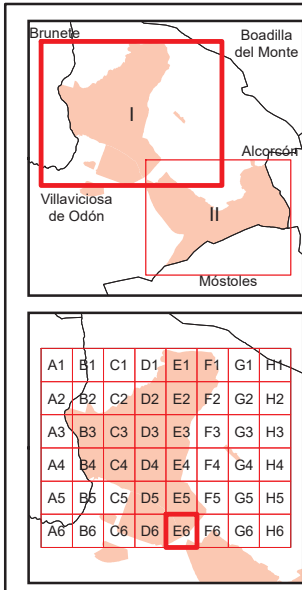 Brunete
Boadilla
del Monte
I
Alcorcón
Villaviciosa
de Odón
II
Móstoles
A1 B1 C1 D1 E1 F1 G1 H1
A2 B2 C2 D2 E2 F2 G2 H2
A3 B3 C3 D3 E3 F3 G3 H3
A4 B4 C4 D4 E4 F4 G4 H4
A5 B5 C5 D5 E5 F5 G5 H5
A6 B6 C6 D6 E6 F6 G6 H6